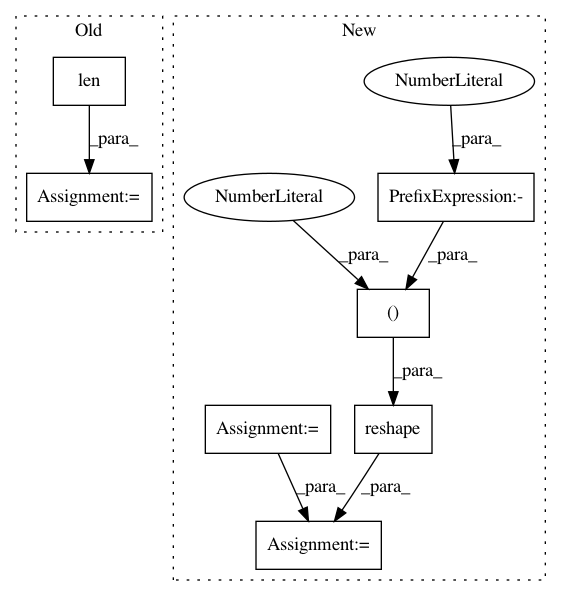 Old
New
len
NumberLiteral
_para_
_para_
Assignment:=
NumberLiteral
PrefixExpression:-
_para_
_para_
()
_para_
Assignment:=
reshape
_para_
_para_
Assignment:=